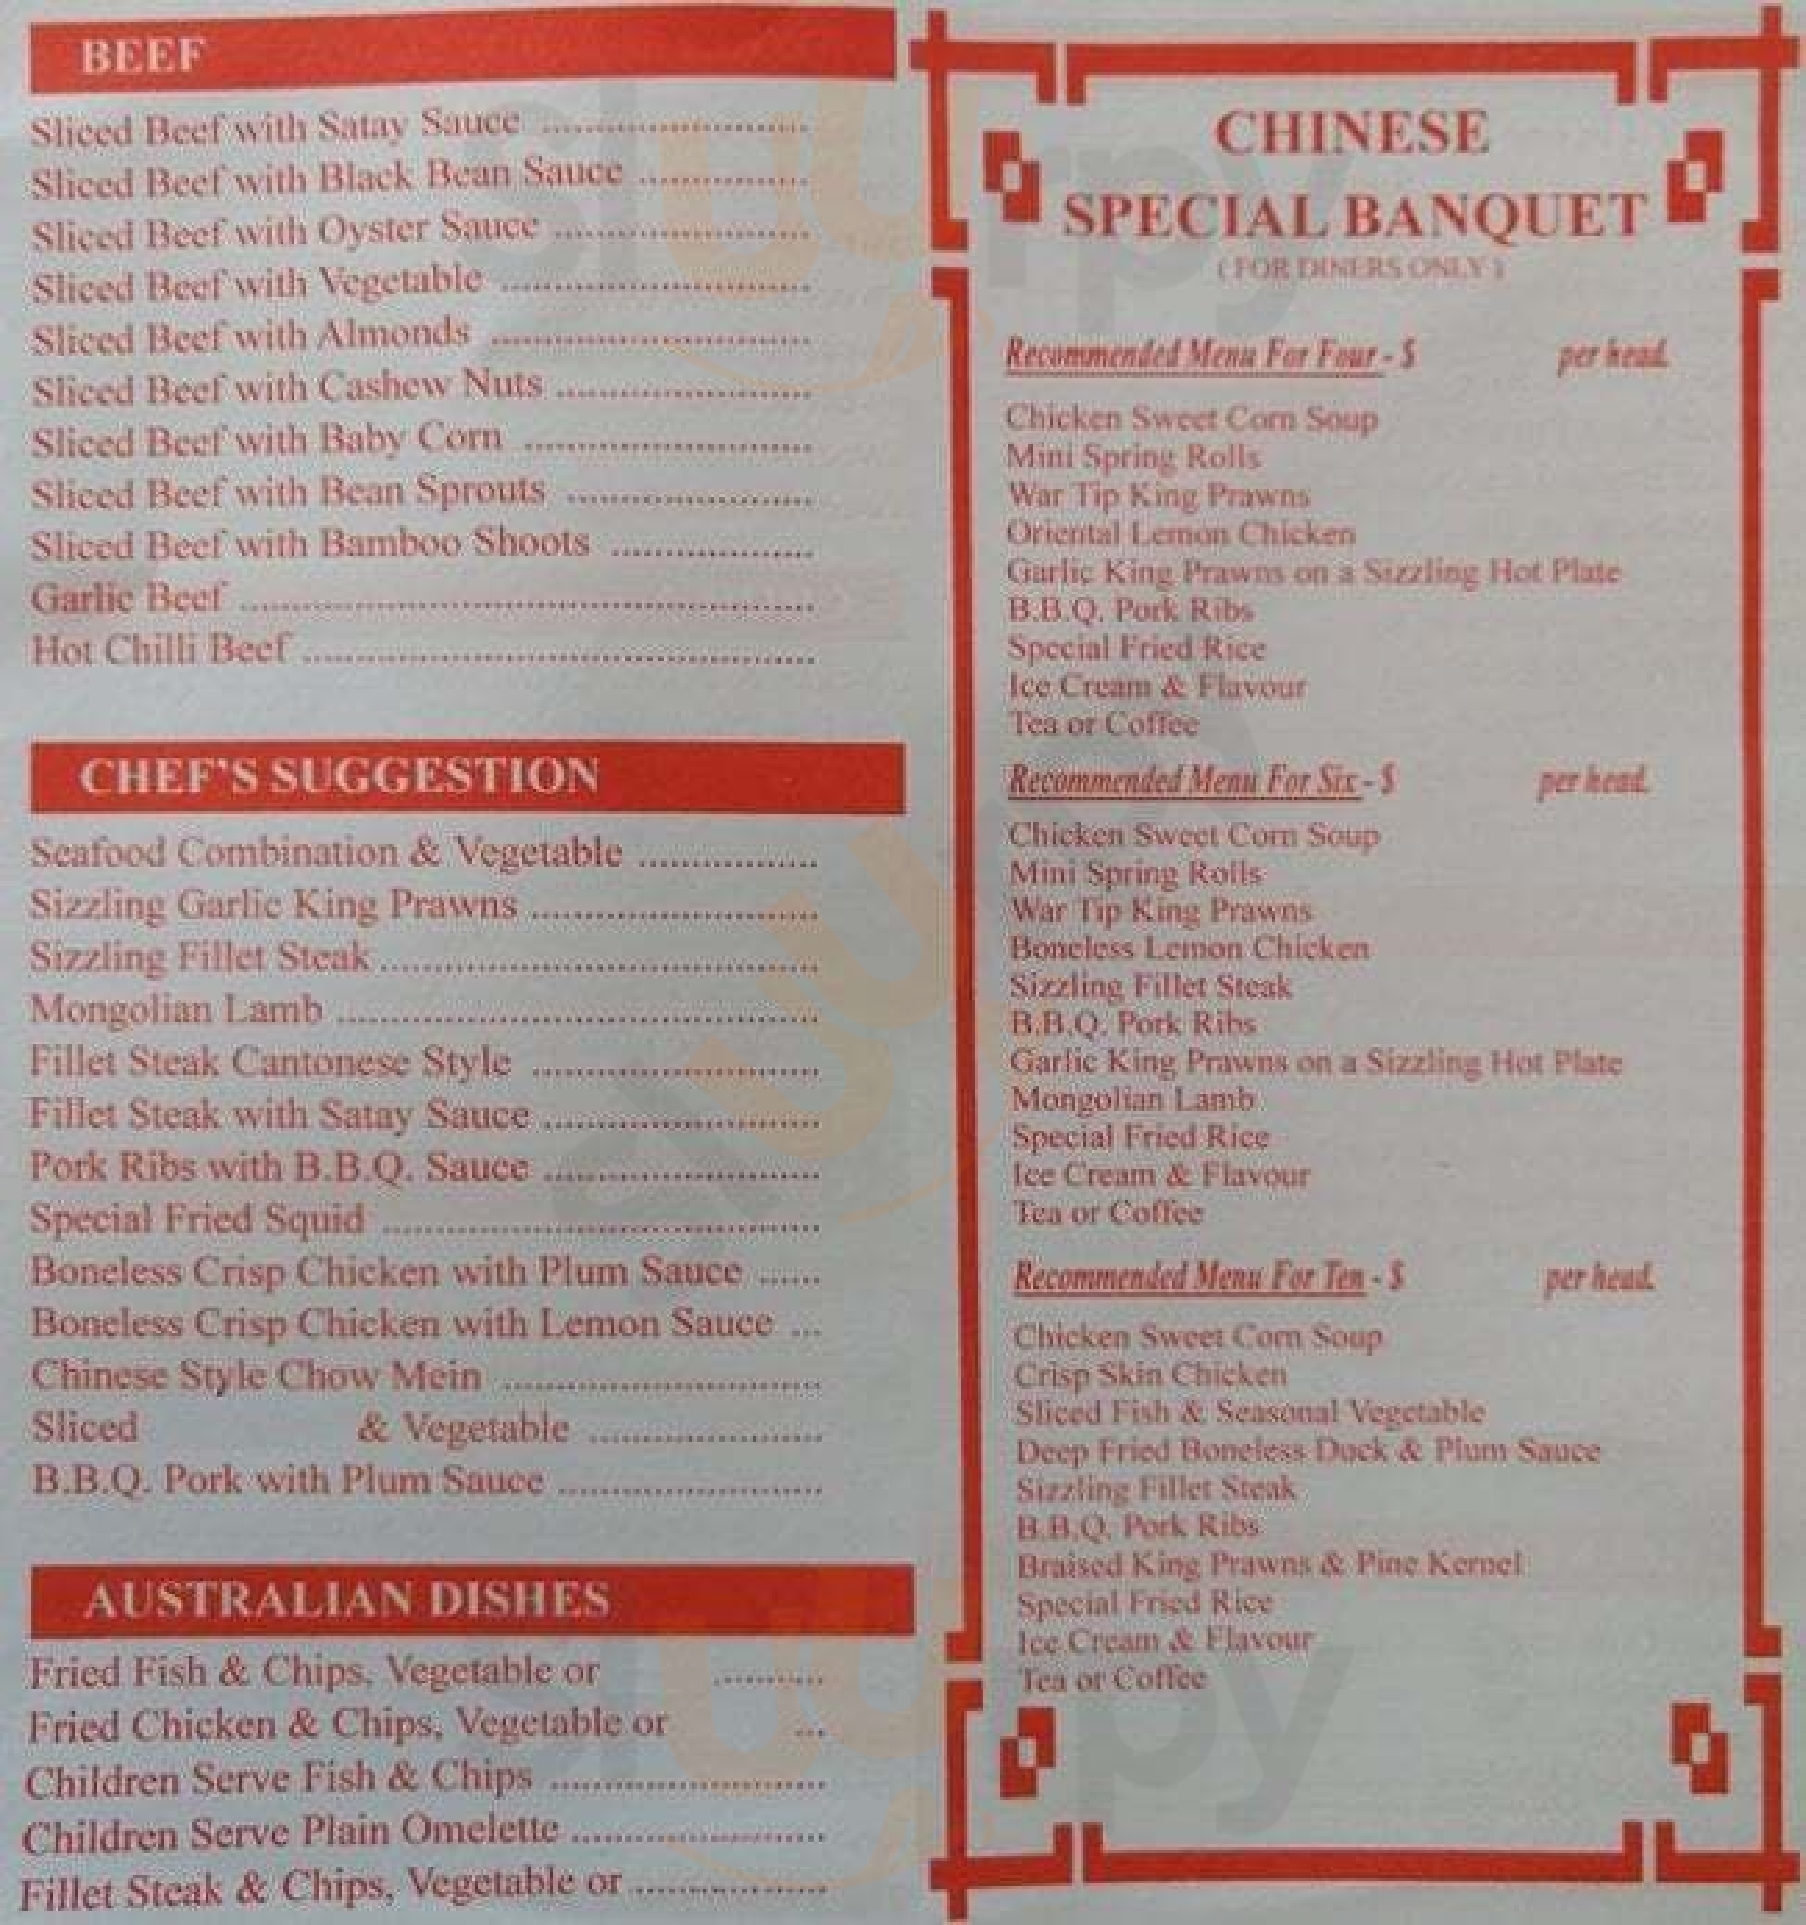 BEEF
Sliced Beef with Satay Sauce ........................
Sliced Beef with Black Bean Sauce ...............
Sliced Beef with Oyster Sauce .......................
Sliced Beef with Vegetable ............................
Sliced Beef with Almonds .............................
Sliced Beef with Cashew Nuts .......................
Sliced Beef with Baby Corn ..........................
Sliced Beef with Bean Sprouts ......................
Sliced Beef with Bamboo Shoots ..................
Garlic Beef .....................................................
Hot Chilli Beef ...............................................
CHEF'S SUGGESTION
Seafood Combination & Vegetable ................
Sizzling Garlic King Prawns ..........................
Sizzling Fillet Steak ........................................
Mongolian Lamb ............................................
Fillet Steak Cantonese Style ..........................
Fillet Steak with Satay Sauce .........................
Pork Ribs with B.B.Q. Sauce .........................
Special Fried Squid ........................................
Boneless Crisp Chicken with Plum Sauce ......
Boneless Crisp Chicken with Lemon Sauce ...
Chinese Style Chow Mein .............................
Sliced & Vegetable .....................
B.B.Q. Pork with Plum Sauce ........................
AUSTRALIAN DISHES
Fried Fish & Chips, Vegetable or ..........
Fried Chicken & Chips, Vegetable or ...
Children Serve Fish & Chips .........................
Children Serve Plain Omelette .......................
Fillet Steak & Chips, Vegetable or .................
CHINESE
SPECIAL BANQUET
( FOR DINERS ONLY )
Recommended Menu For Four - $ per head.
Chicken Sweet Corn Soup
Mini Spring Rolls
War Tip King Prawns
Oriental Lemon Chicken
Garlic King Prawns on a Sizzling Hot Plate
B.B.Q. Pork Ribs
Special Fried Rice
Ice Cream & Flavour
Tea or Coffee
Recommended Menu For Six - $ per head.
Chicken Sweet Corn Soup
Mini Spring Rolls
War Tip King Prawns
Boneless Lemon Chicken
Sizzling Fillet Steak
B.B.Q. Pork Ribs
Garlic King Prawns on a Sizzling Hot Plate
Mongolian Lamb
Special Fried Rice
Ice Cream & Flavour
Tea or Coffee
Recommended Menu For Ten - $ per head.
Chicken Sweet Corn Soup
Crisp Skin Chicken
Sliced Fish & Seasonal Vegetable
Deep Fried Boneless Duck & Plum Sauce
Sizzling Fillet Steak
B.B.Q. Pork Ribs
Braised King Prawns & Pine Kernel
Special Fried Rice
Ice Cream & Flavour
Tea or Coffee
slurpy
slurpy
slurpy